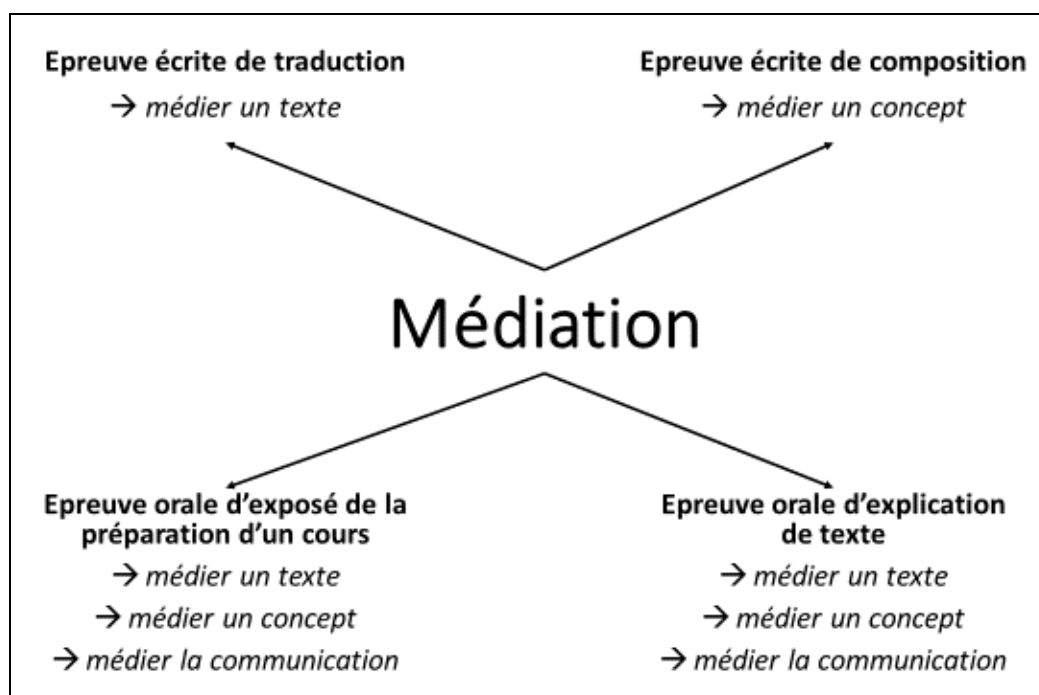 Epreuve écrite de traduction
→ médier un texte
Epreuve écrite de composition
→ médier un concept
Médiation
Epreuve orale d'exposé de la
préparation d'un cours
→ médier un texte
→ médier un concept
→ médier la communication
Epreuve orale d'explication
de texte
→ médier un texte
→ médier un concept
→ médier la communication